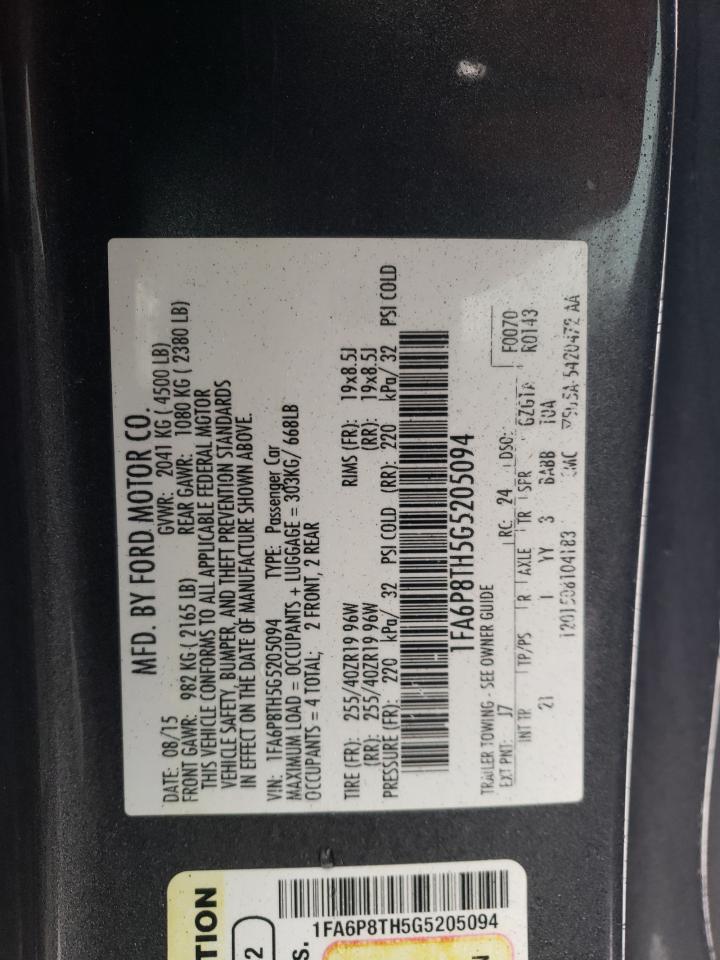 MFD. BY FORD MOTOR CO.
DATE: 08/15 GVWR: 2041 KG ( 4500 LB)
FRONT GAWR: 982 KG ( 2165 LB) REAR GAWR: 1080 KG ( 2380 LB)
THIS VEHICLE CONFORMS TO ALL APPLICABLE FEDERAL MOTOR
VEHICLE SAFETY, BUMPER, AND THEFT PREVENTION STANDARDS
IN EFFECT ON THE DATE OF MANUFACTURE SHOWN ABOVE.
VIN: 1FA6P8TH5G5205094 TYPE: Passenger Car
MAXIMUM LOAD = OCCUPANTS + LUGGAGE = 303KG/ 668LB
OCCUPANTS = 4 TOTAL; 2 FRONT, 2 REAR
TIRE (FR): 255/40ZR19 96W RIMS (FR): 19x8.5J
(RR): 255/40ZR19 96W (RR): 19x8.5J
PRESSURE (FR): 220 kPa/ 32 PSI COLD (RR): 220 kPa/ 32 PSI COLD
1FA6P8TH5G5205094
TRAILER TOWING - SEE OWNER GUIDE
EXT PNT: J7 RC: 24 DSO: F0070
INT TR TP/PS R AXLE TR SPR R0143
21 I YY 3 BABB
1201508104183
TION
2
S.
1FA6P8TH5G5205094
N